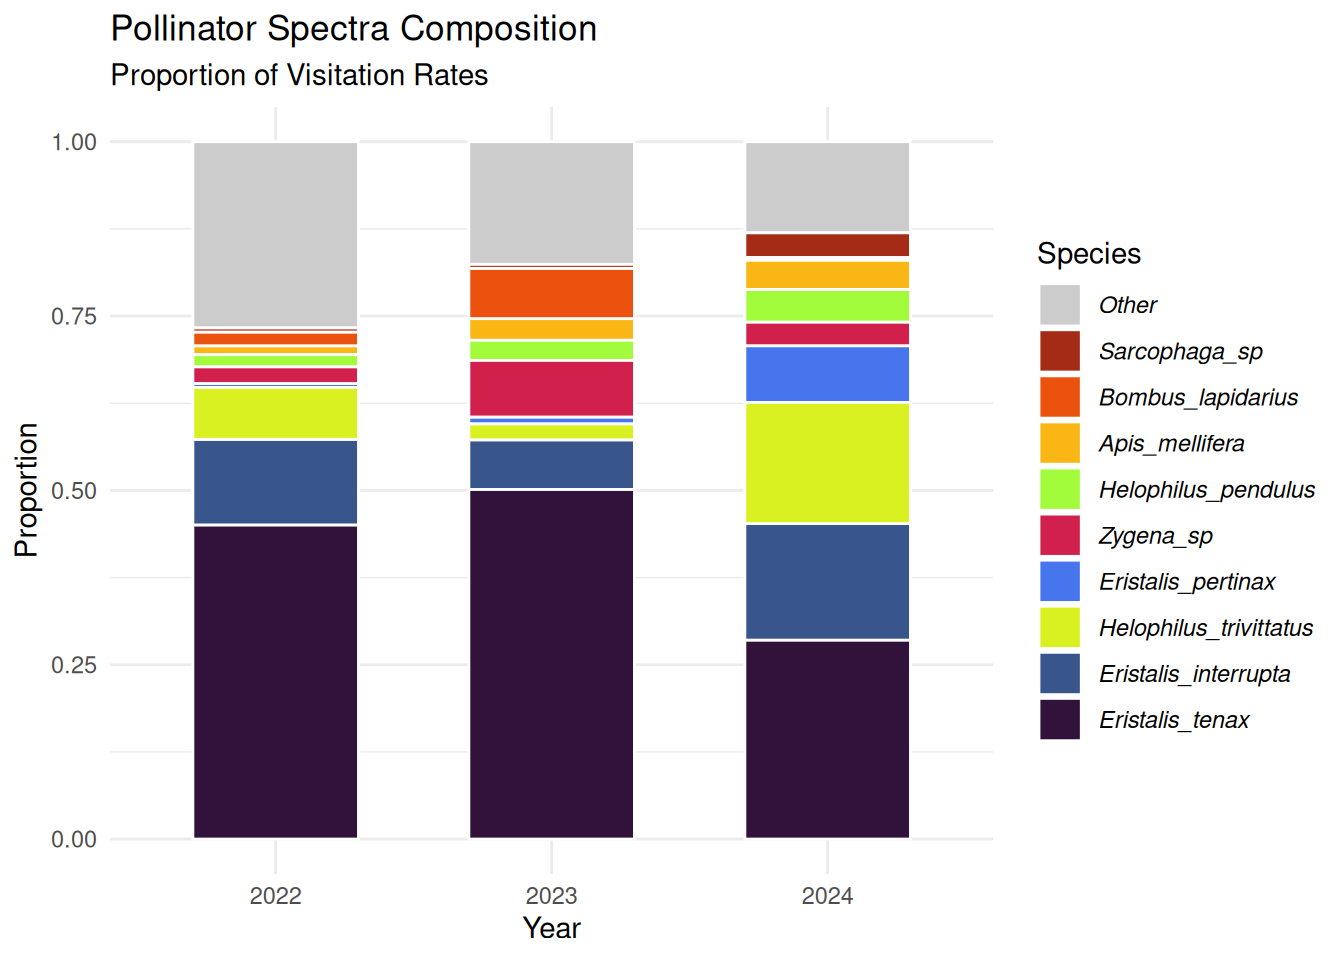 Pollinator Spectra Composition
Proportion of Visitation Rates
1.00
0.75
0.50
0.25
0.00
Proportion
2022
2023
2024
Year
Species
Other
Sarcophaga_sp
Bombus_lapidarius
Apis_mellifera
Helophilus_pendulus
Zygena_sp
Eristalis_pertinax
Helophilus_trivittatus
Eristalis_interrupta
Eristalis_tenax